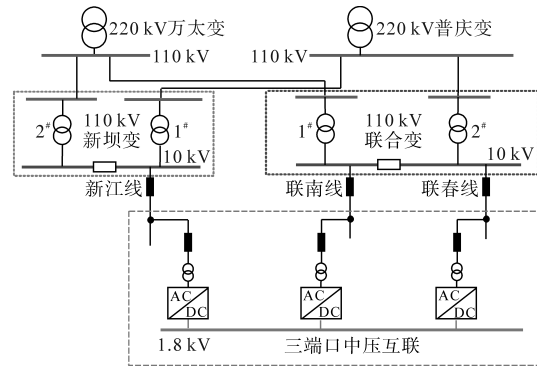 220 kV万太变 220 kV普庆变
110 kV 110 kV
2# 110 kV 新坝变 1# 10 kV
1# 110 kV 联合变 2# 10 kV
新江线 联南线 联春线
AC DC AC DC AC DC
1.8 kV 三端口中压互联